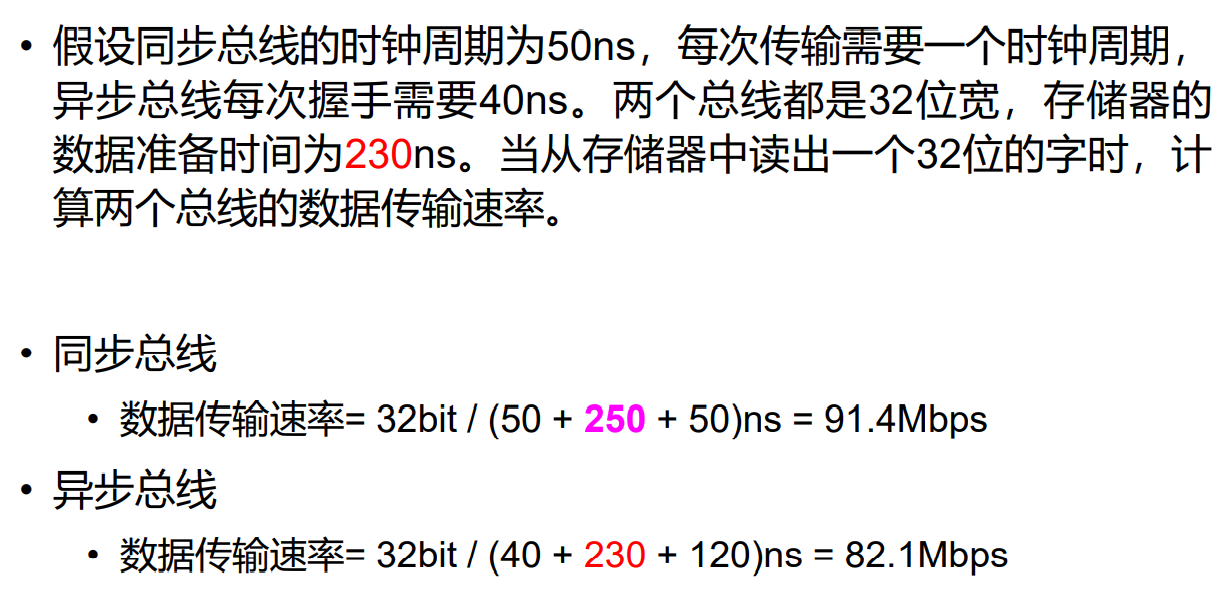 • 假设同步总线的时钟周期为50ns，每次传输需要一个时钟周期，
异步总线每次握手需要40ns。两个总线都是32位宽，存储器的
数据准备时间为230ns。当从存储器中读出一个32位的字时，计
算两个总线的数据传输速率。
• 同步总线
• 数据传输速率= 32bit / (50 + 250 + 50)ns = 91.4Mbps
• 异步总线
• 数据传输速率= 32bit / (40 + 230 + 120)ns = 82.1Mbps